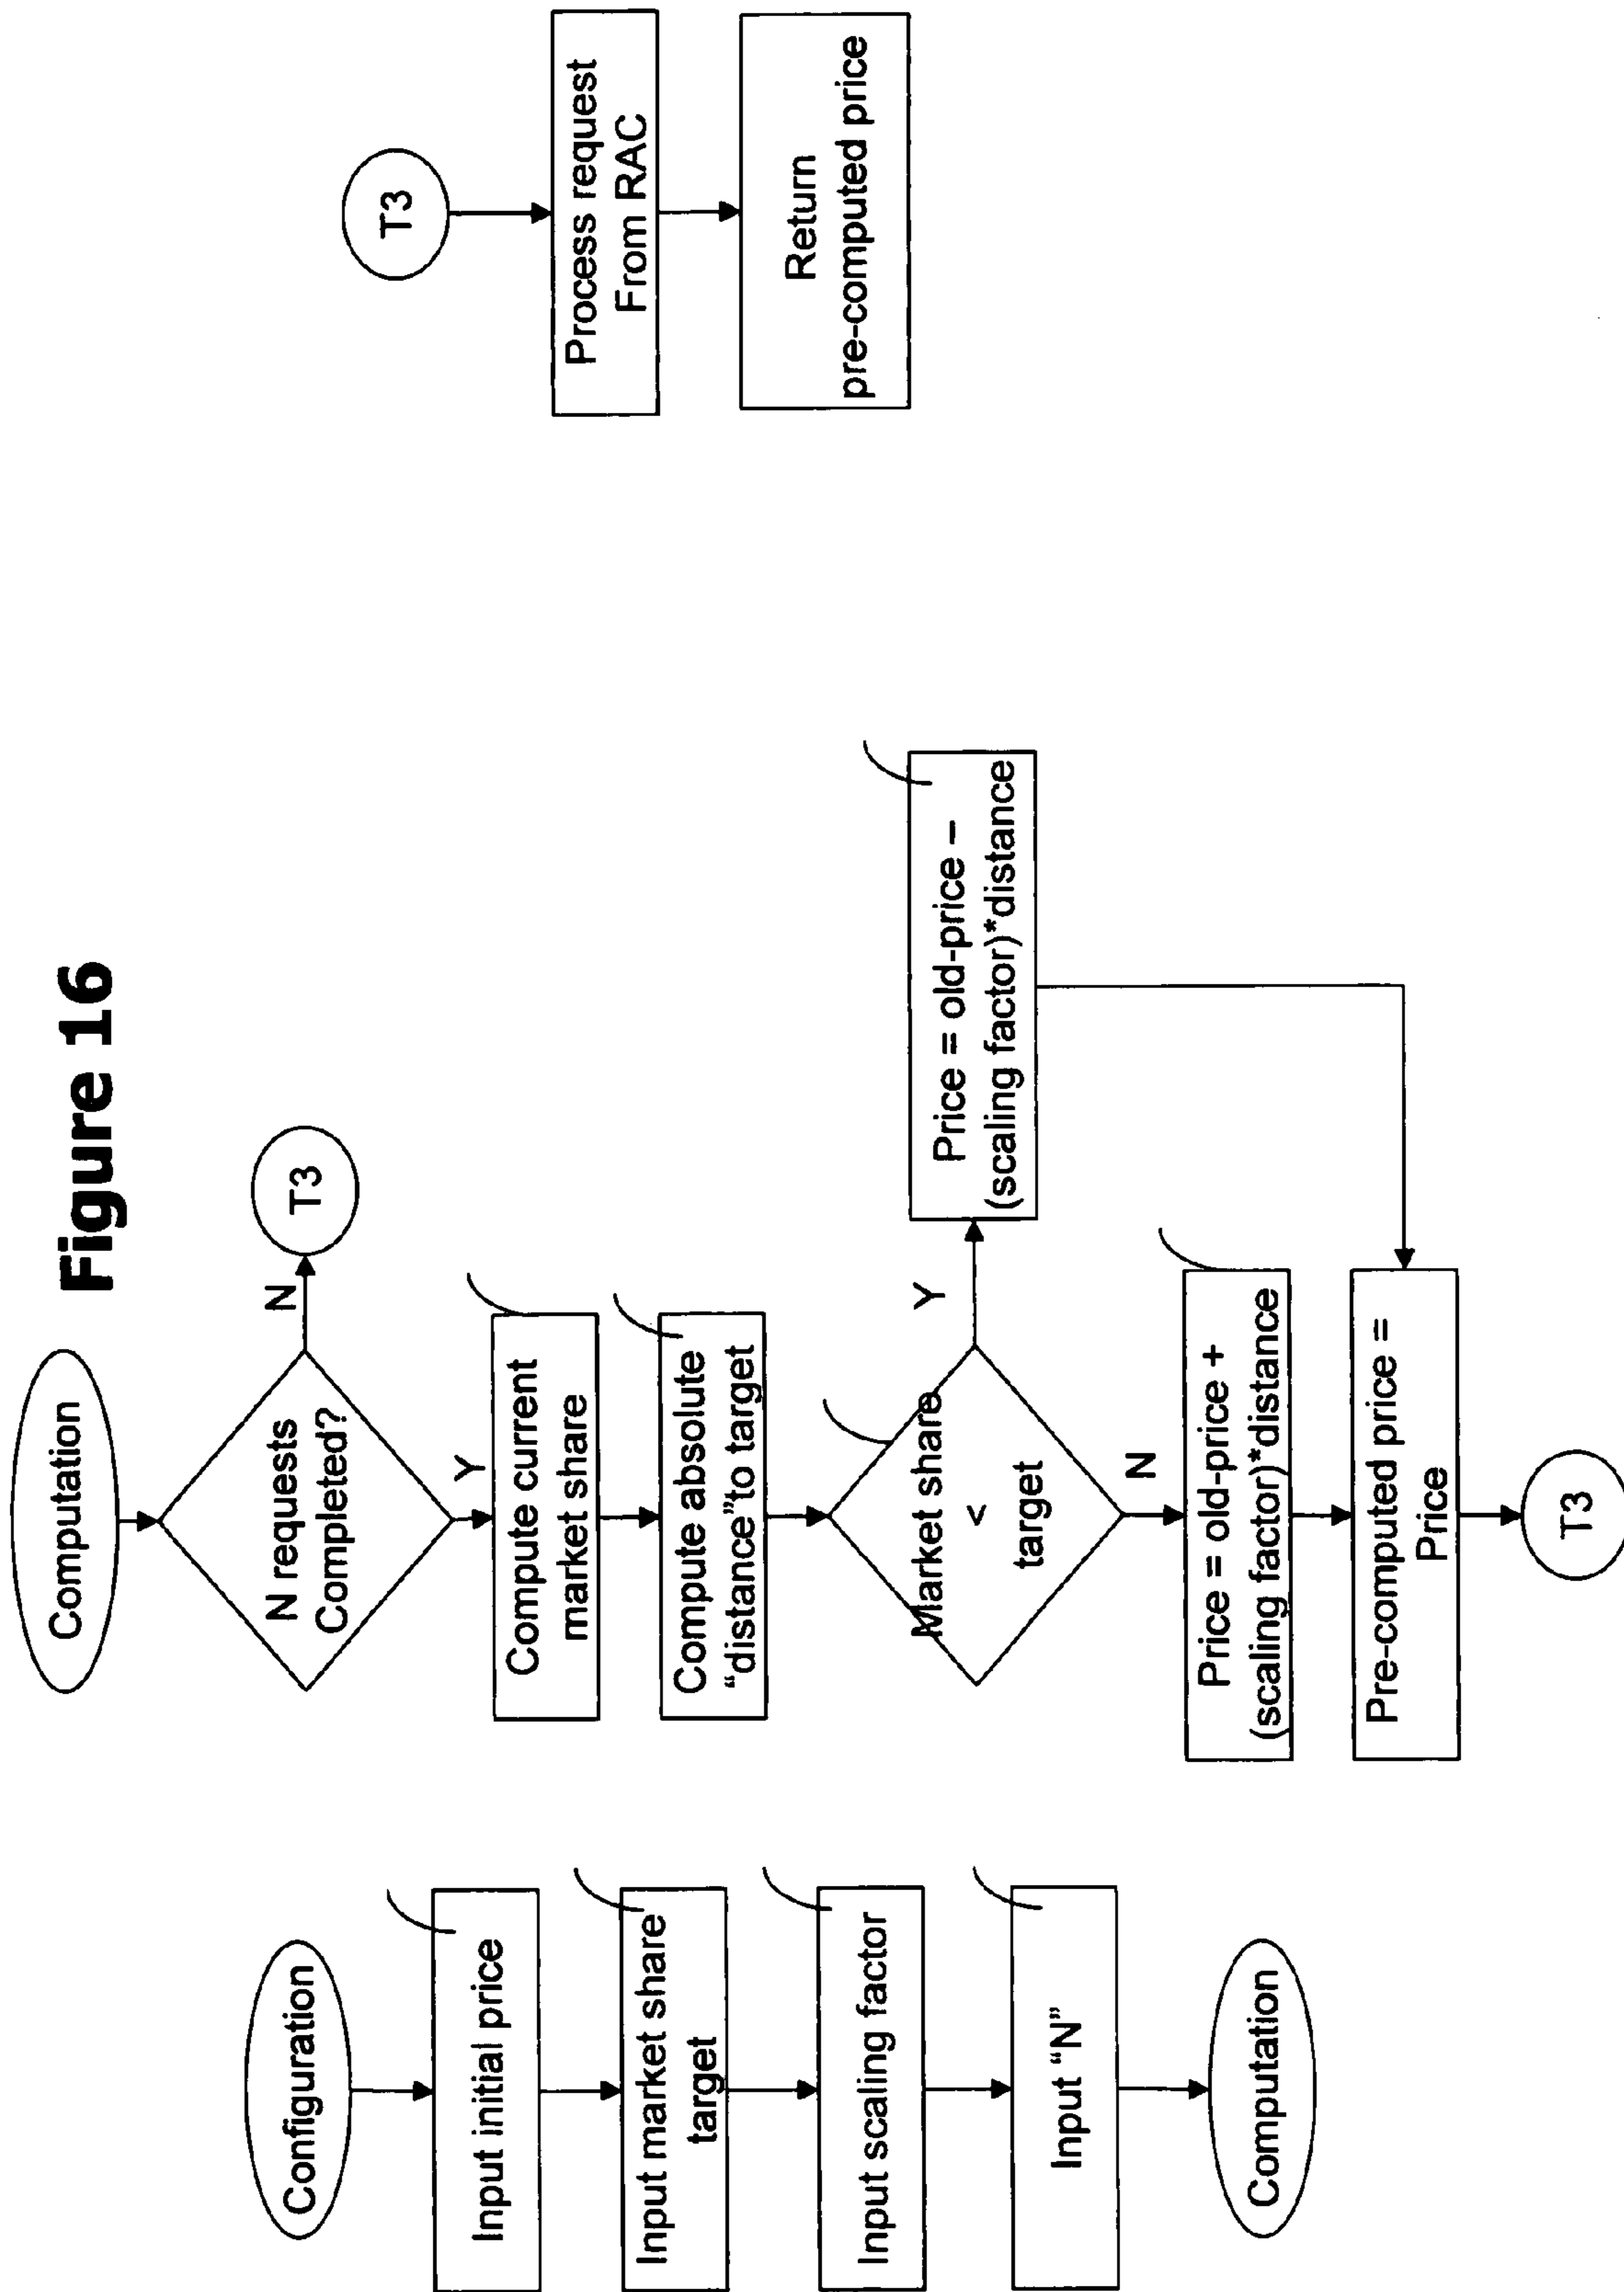 Figure 16
Configuration
Input initial price
Input market share
target
Input scaling factor
Input “N”
Computation
Computation
N requests
Completed?
N
T3
Y
Compute current
market share
Compute absolute
“distance”to target
Market share
<
target
Y
Price = old-price –
(scaling factor)*distance
N
Price = old-price +
(scaling factor)*distance
Pre-computed price =
Price
T3
T3
Process request
From RAC
Return
pre-computed price